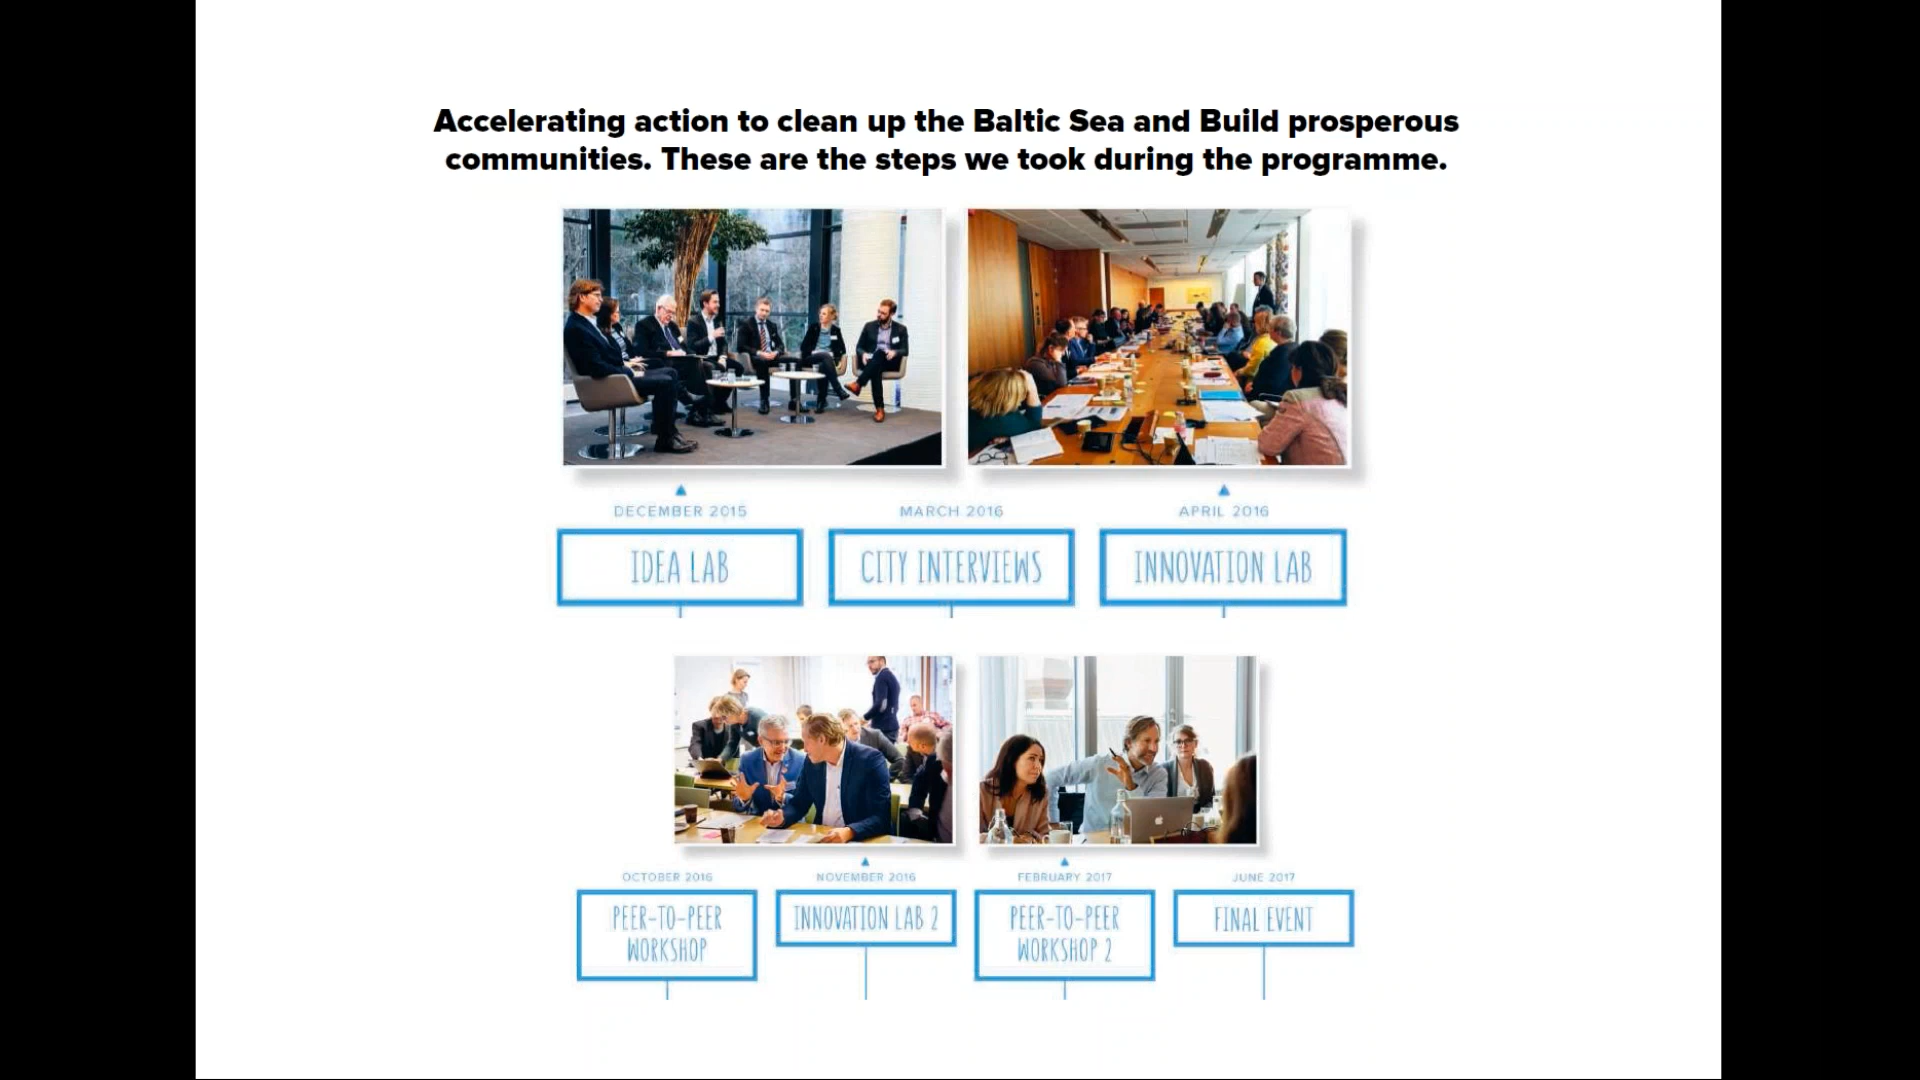 Accelerating action to clean up the Baltic Sea and Build prosperous
communities. These are the steps we took during the programme.
DECEMBER 2015
MARCH 2016
APRIL 2016
IDEA LAB
CITY INTERVIEWS
INNOVATION LAB
OCTOBER 2016
NOVEMBER 2016
FEBRUARY 2017
JUNE 2017
PEER-TO-PEER
WORKSHOP
INNOVATION LAB 2
PEER-TO-PEER
WORKSHOP 2
FINAL EVENT